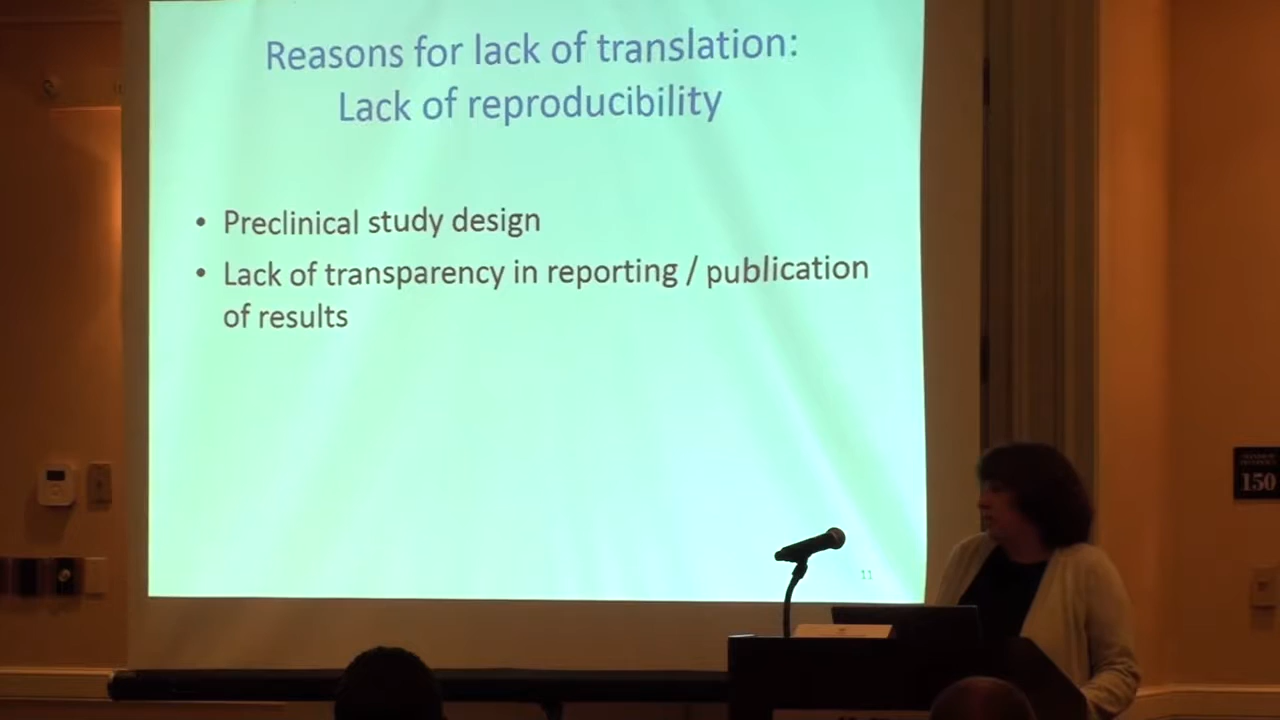 Reasons for lack of translation:
Lack of reproducibility
• Preclinical study design
• Lack of transparency in reporting / publication
of results
11
150